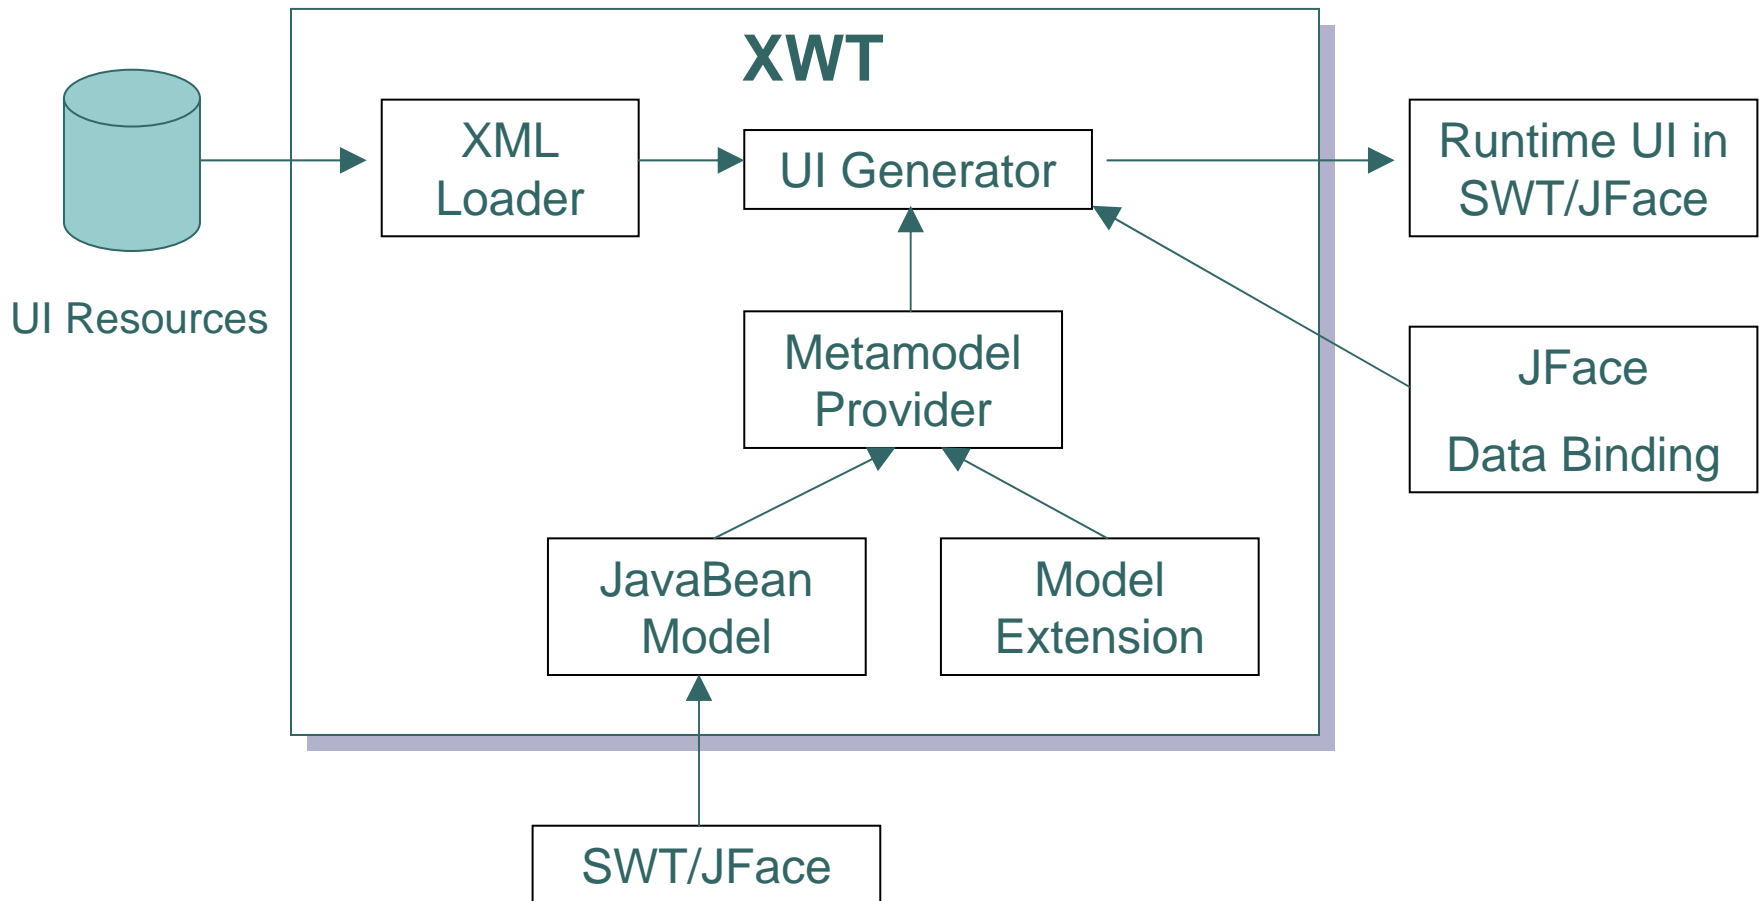 XWT
XML
Loader
UI Generator
Runtime UI in
SWT/JFace
UI Resources
Metamodel
Provider
JFace
Data Binding
JavaBean
Model
Model
Extension
SWT/JFace